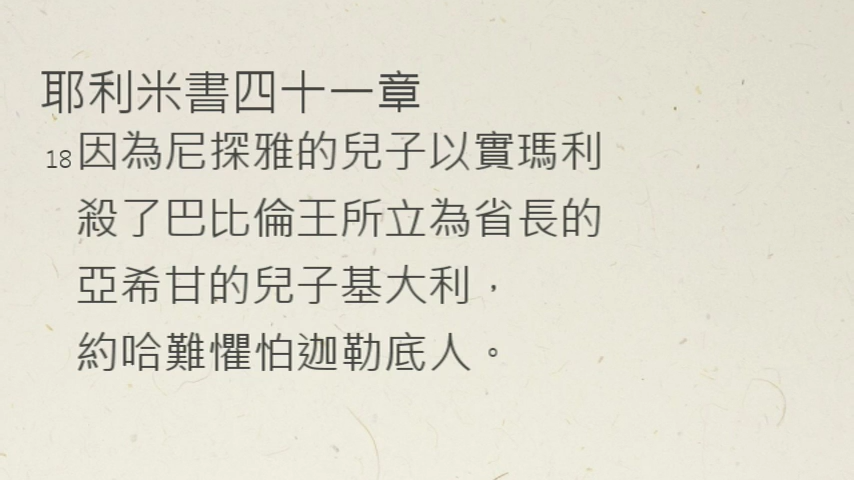 耶利米書四十一章
18因為尼探雅的兒子以實瑪利
殺了巴比倫王所立為省長的
亞希甘的兒子基大利，
約哈難懼怕迦勒底人。